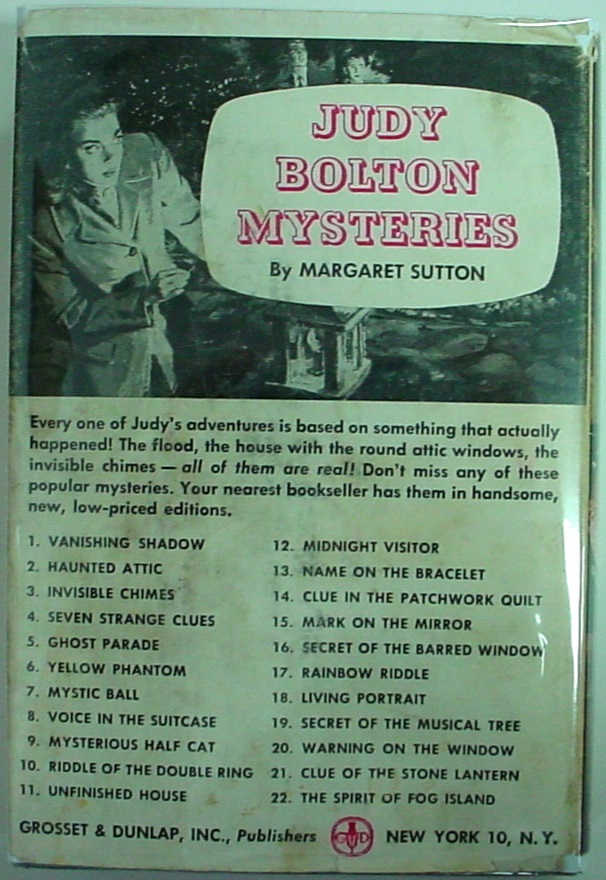 JUDY
BOLTON
MYSTERIES
By MARGARET SUTTON
Every one of Judy's adventures is based on something that actually
happened! The flood, the house with the round attic windows, the
invisible chimes — all of them are real! Don't miss any of these
popular mysteries. Your nearest bookseller has them in handsome,
new, low-priced editions.
1. VANISHING SHADOW
2. HAUNTED ATTIC
3. INVISIBLE CHIMES
4. SEVEN STRANGE CLUES
5. GHOST PARADE
6. YELLOW PHANTOM
7. MYSTIC BALL
8. VOICE IN THE SUITCASE
9. MYSTERIOUS HALF CAT
10. RIDDLE OF THE DOUBLE RING
11. UNFINISHED HOUSE
12. MIDNIGHT VISITOR
13. NAME ON THE BRACELET
14. CLUE IN THE PATCHWORK QUILT
15. MARK ON THE MIRROR
16. SECRET OF THE BARRED WINDOW
17. RAINBOW RIDDLE
18. LIVING PORTRAIT
19. SECRET OF THE MUSICAL TREE
20. WARNING ON THE WINDOW
21. CLUE OF THE STONE LANTERN
22. THE SPIRIT OF FOG ISLAND
GROSSET & DUNLAP, INC., Publishers G&D NEW YORK 10, N.Y.